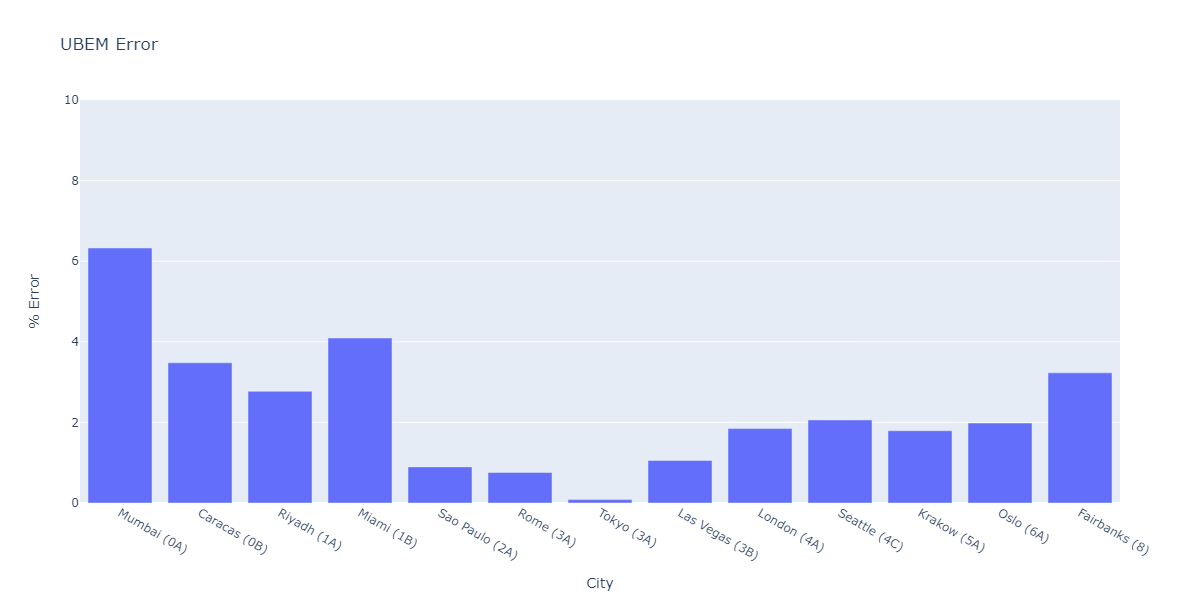 UBEM Error
10
8
6
4
2
0
% Error
Mumbai (0A)
Caracas (0B)
Riyadh (1A)
Miami (1B)
Sao Paulo (2A)
Rome (3A)
Tokyo (3A)
Las Vegas (3B)
London (4A)
Seattle (4C)
Krakow (5A)
Oslo (6A)
Fairbanks (8)
City